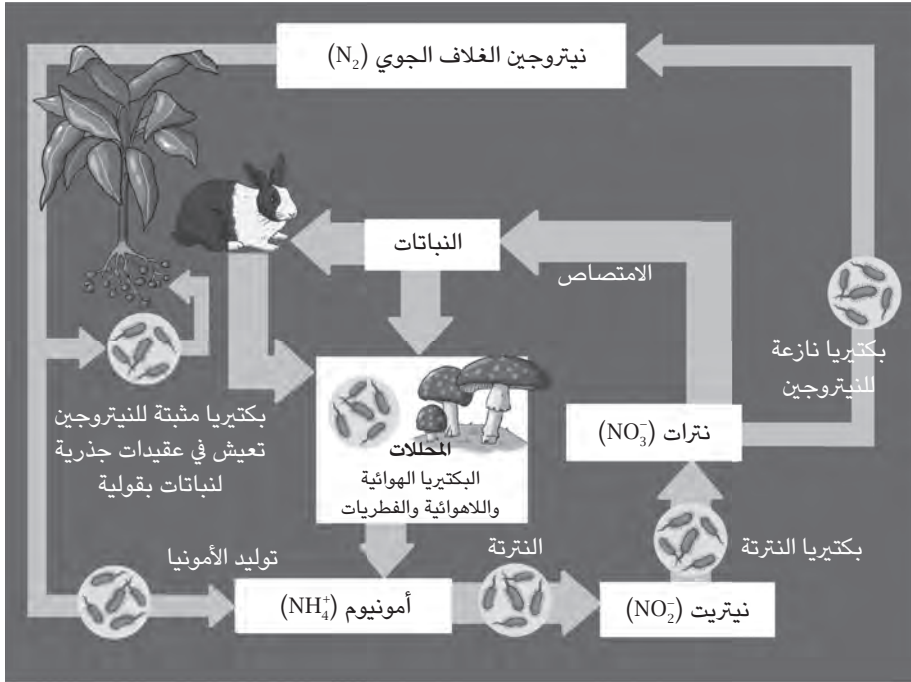 نيتروجين الغلاف الجوي (N₂)
النباتات
الامتصاص
بكتيريا نازعة
للنيتروجين
بكتيريا مثبتة للنيتروجين
تعيش في عقيدات جذرية
لنباتات بقولية
المحللات
البكتيريا الهوائية
واللاهوائية والفطريات
نترات (NO₃⁻)
بكتيريا النترتة
النترتة
توليد الأمونيا
أمونيوم (NH₄⁺)
نيتريت (NO₂⁻)